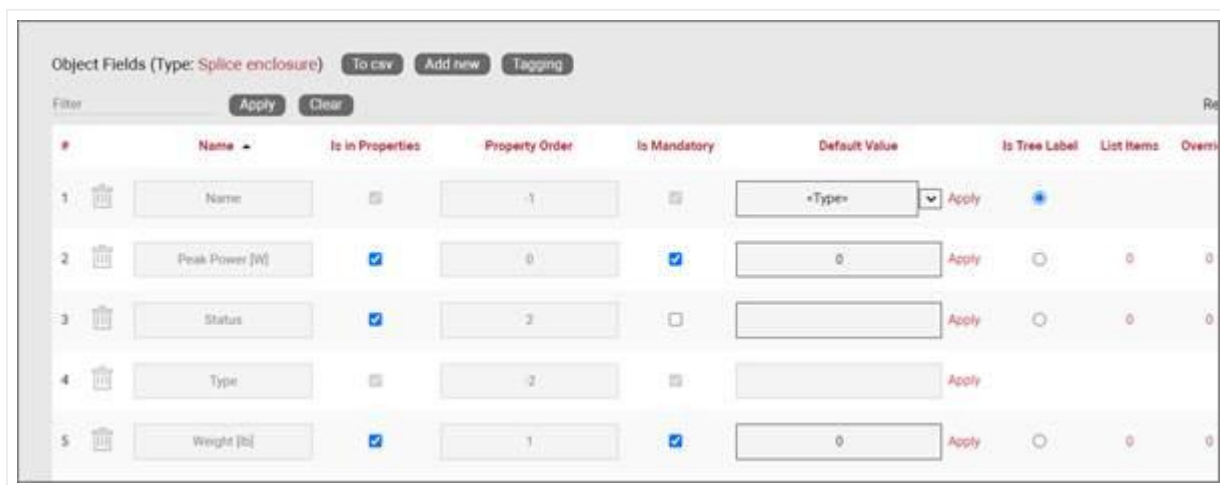 Object Fields (Type: Splice enclosure) To csv Add new Tagging
Filter Apply Clear Re
# Name Is in Properties Property Order Is Mandatory Default Value Is Tree Label List Items Overri
1 Name -1 <Type> Apply
2 Peak Power [W] 0 0 Apply 0 0
3 Status 2 Apply 0 0
4 Type -2 Apply
5 Weight [lb] 1 0 Apply 0 0